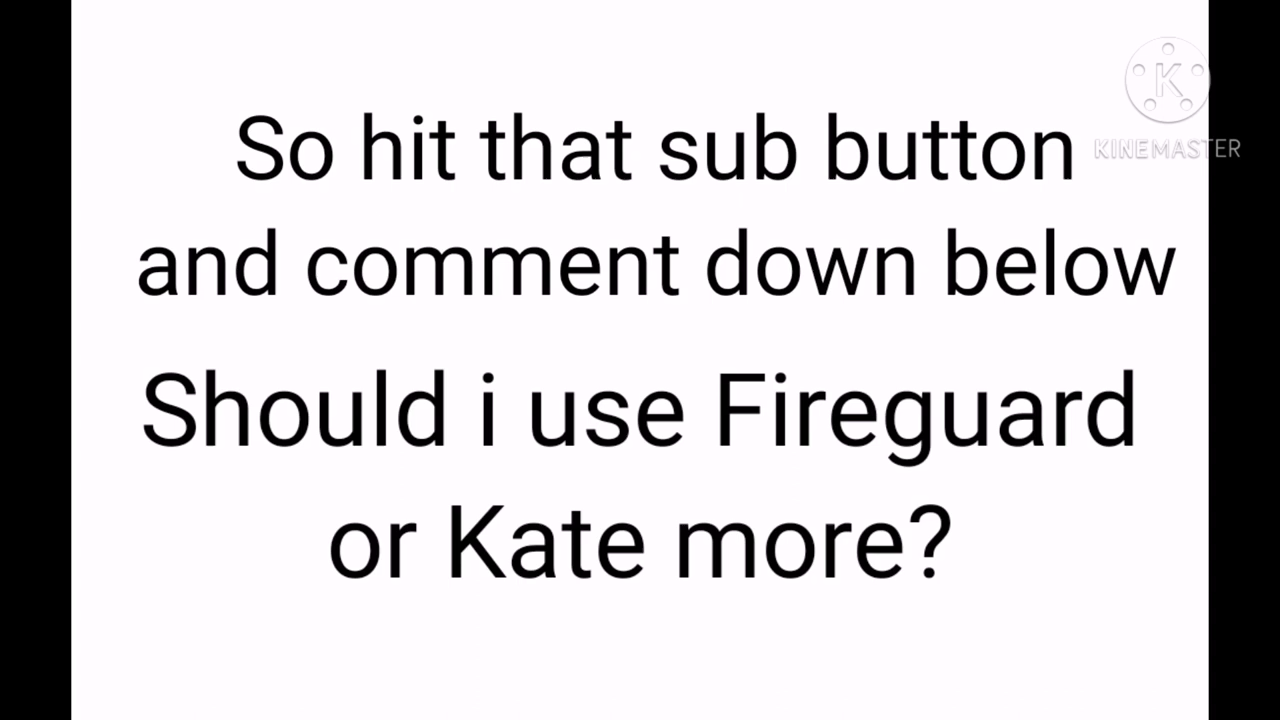 So hit that sub button
and comment down below
Should i use Fireguard
or Kate more?
K
KINEMASTER